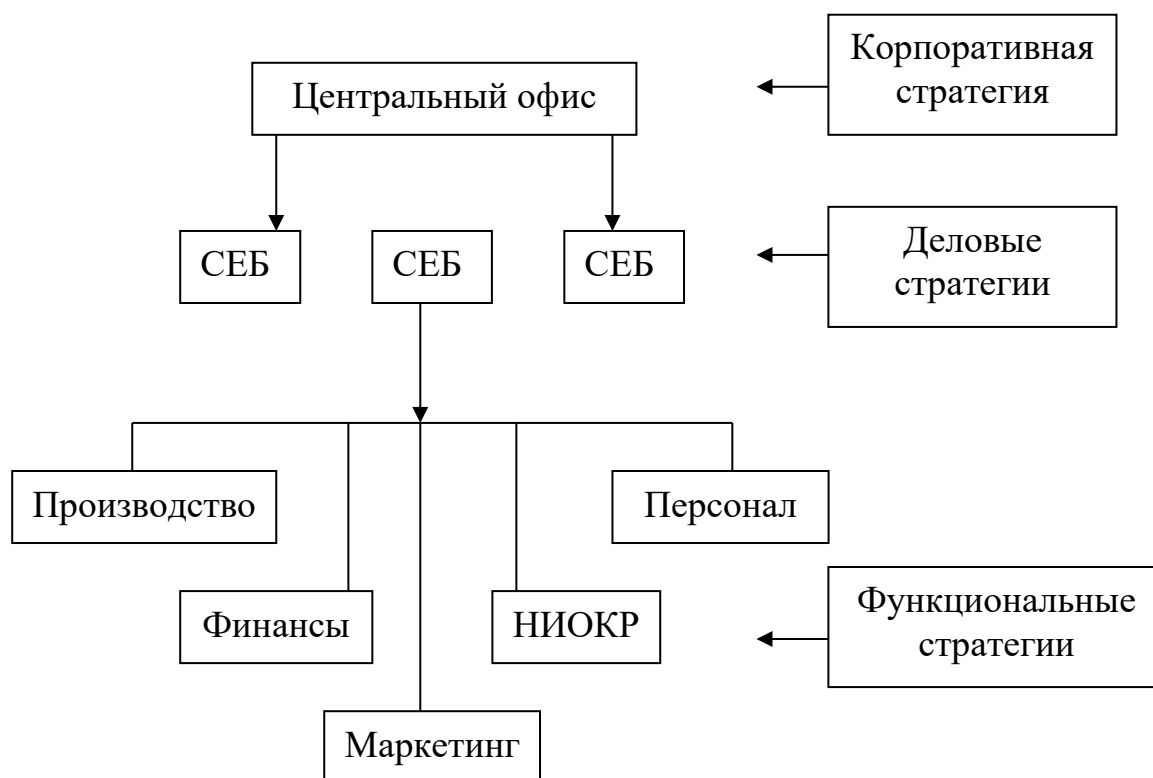 Корпоративная
стратегия
Центральный офис
Деловые
стратегии
СЕБ
СЕБ
СЕБ
Производство
Персонал
Функциональные
стратегии
Финансы
НИОКР
Маркетинг